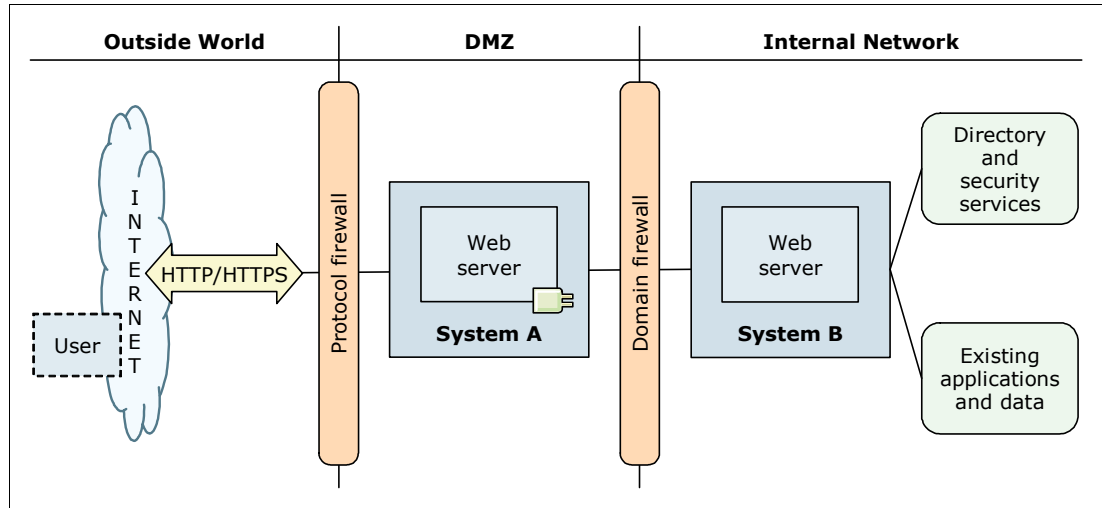 Outside World
DMZ
Internal Network
INTERNET
HTTP/HTTPS
User
Protocol firewall
Web
server
System A
Domain firewall
Web
server
System B
Directory
and
security
services
Existing
applications
and data